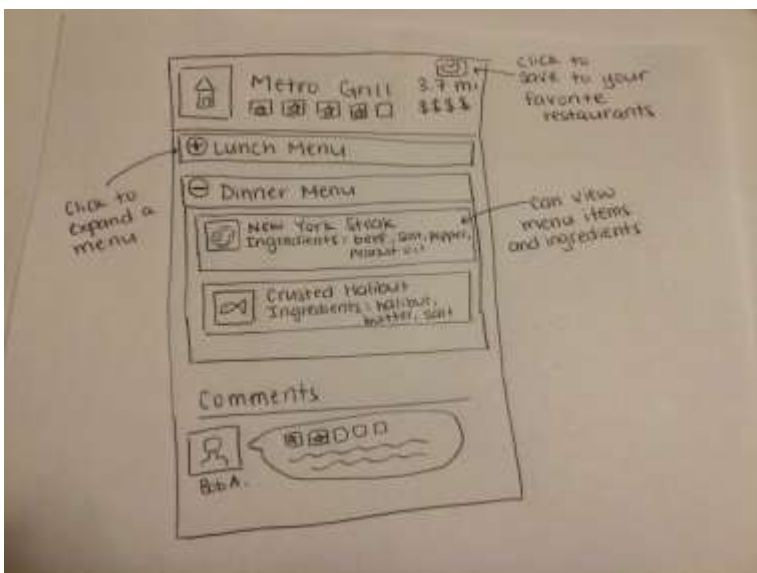 Metro Grill
3.7 mi
$$$$
click to
save to your
favorite
restaurants
Lunch Menu
Click to
expand a
menu
Dinner Menu
New York Steak
Ingredients: beef, salt, pepper,
peanut oil
can view
menu items
and ingredients
Crusted Halibut
Ingredients: halibut,
butter, salt
Comments
Bob A.